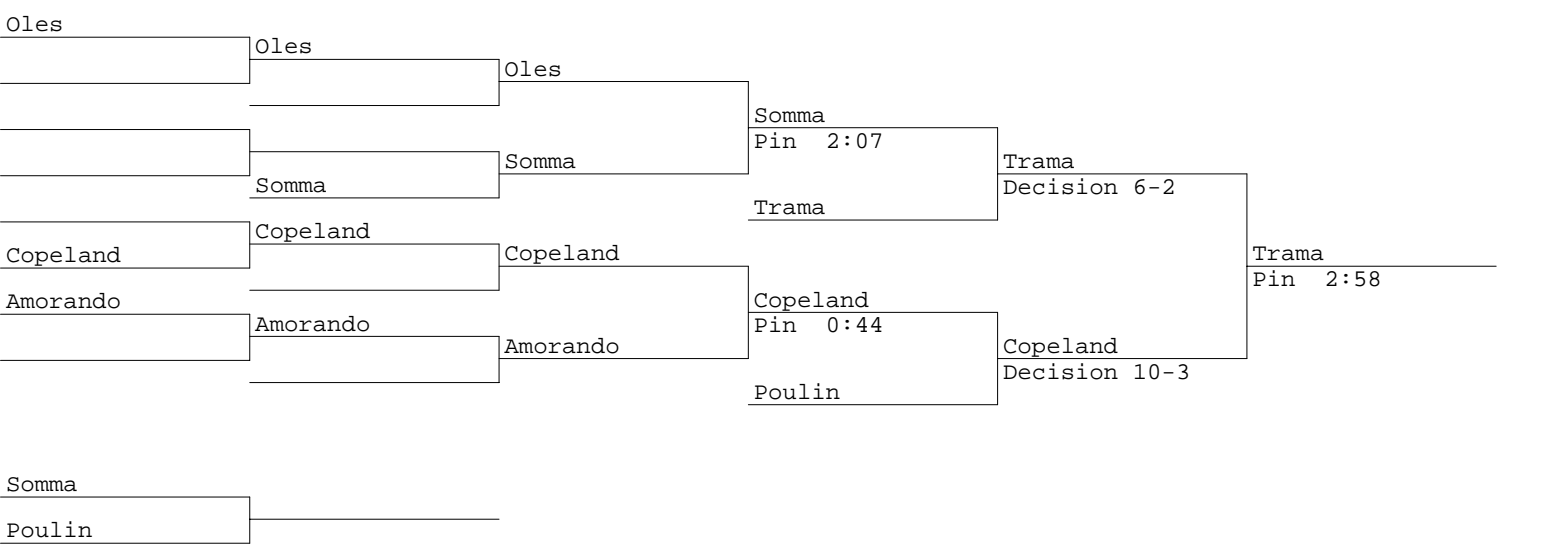 Oles
Oles
Oles
Somma
Pin 2:07
Somma
Trama
Somma
Decision 6-2
Trama
Copeland
Copeland
Copeland
Trama
Pin 2:58
Amorando
Copeland
Amorando
Pin 0:44
Amorando
Copeland
Decision 10-3
Poulin
Somma
Poulin